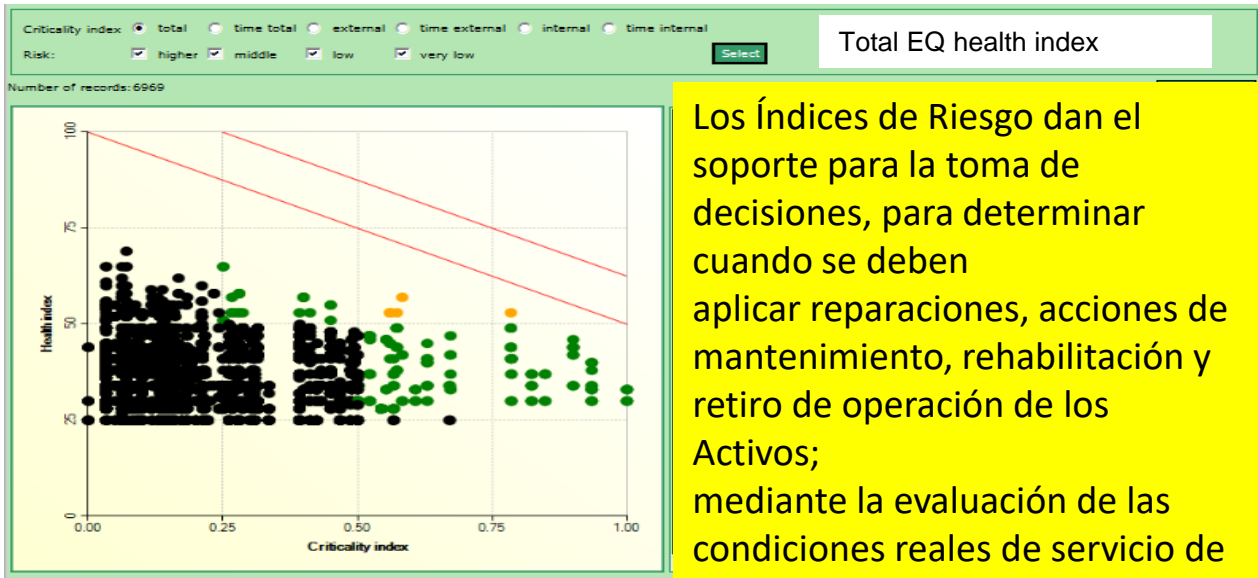 Criticality index total time total external time external internal time internal
Risk: higher middle low very low Select
Total EQ health index
Number of records: 6969
100
75
50
25
0
Health index
0.00 0.25 0.50 0.75 1.00
Criticality index
Los Índices de Riesgo dan el
soporte para la toma de
decisiones, para determinar
cuando se deben
aplicar reparaciones, acciones de
mantenimiento, rehabilitación y
retiro de operación de los
Activos;
mediante la evaluación de las
condiciones reales de servicio de